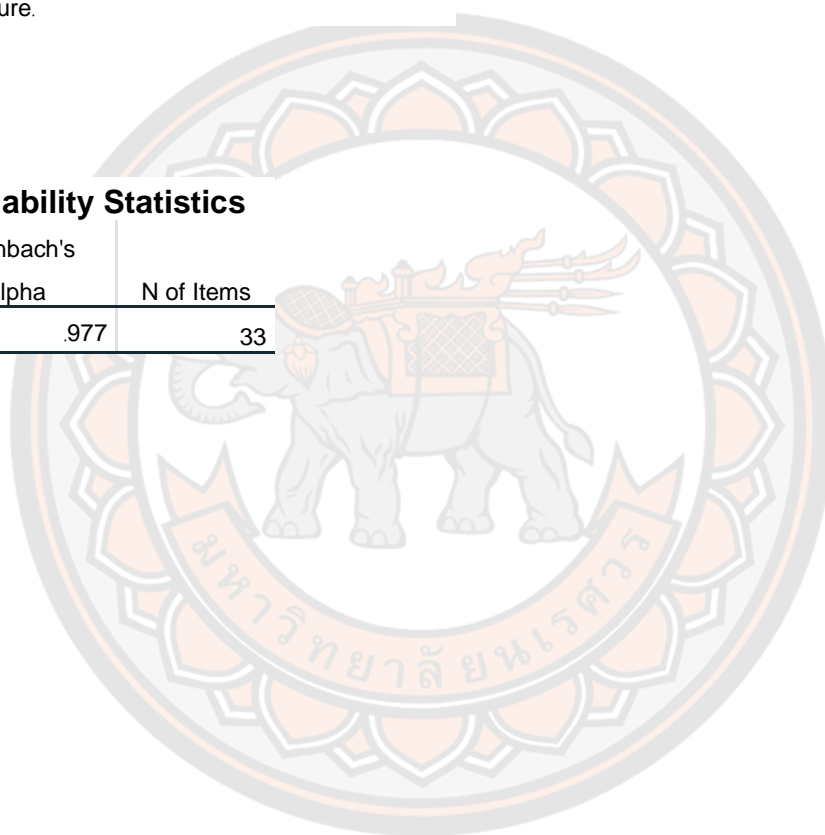 ure.
ability Statistics
nbach's
lpha N of Items
.977 33
มหาวิทยาลัยนเรศวร